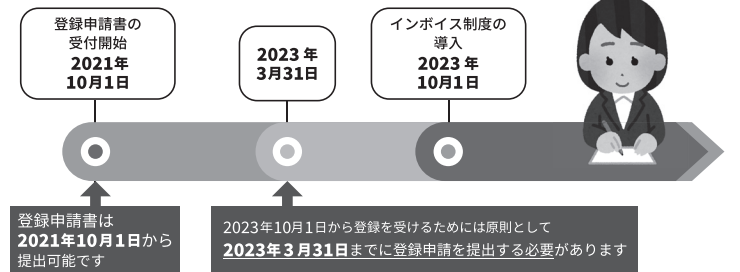 登録申請書の
受付開始
2021年
10月1日
2023年
3月31日
インボイス制度の
導入
2023年
10月1日
登録申請書は
2021年10月1日から
提出可能です
2023年10月1日から登録を受けるためには原則として
2023年3月31日までに登録申請を提出する必要があります